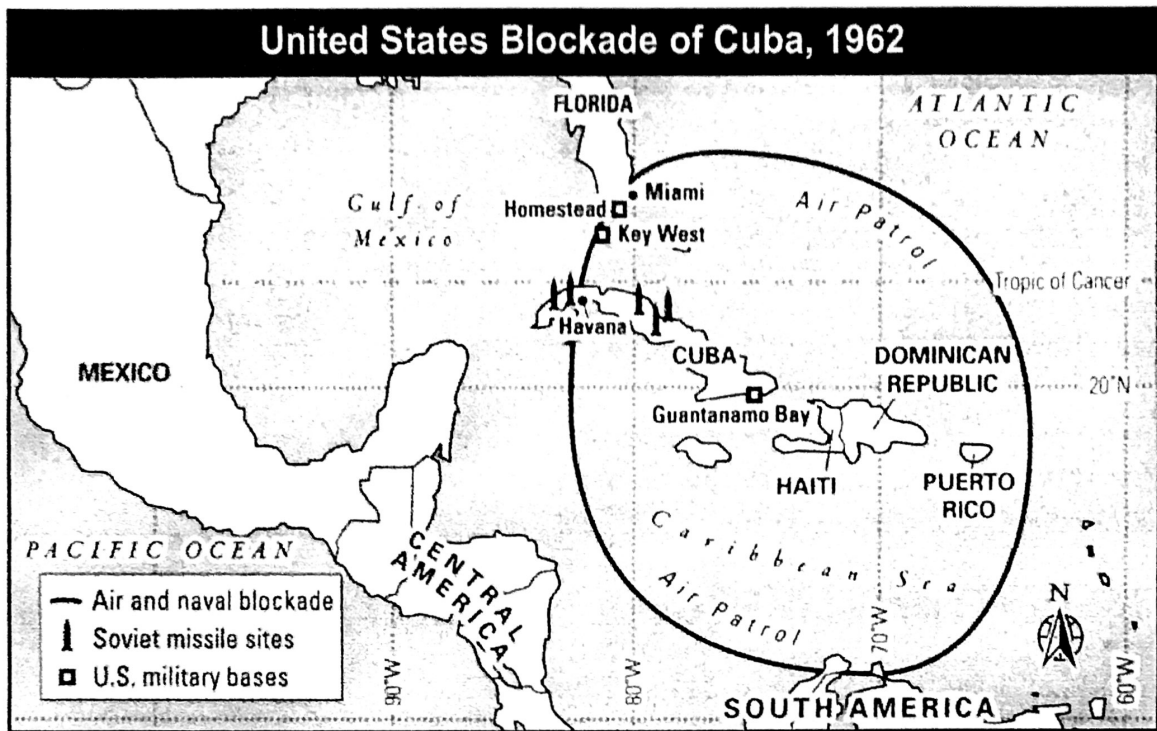 United States Blockade of Cuba, 1962
FLORIDA
ATLANTIC
OCEAN
Gulf of
Mexico
Miami
Homestead
Key West
Air Patrol
Tropic of Cancer
Havana
MEXICO
CUBA
DOMINICAN
REPUBLIC
20°N
Guantanamo Bay
HAITI
PUERTO
RICO
PACIFIC OCEAN
CENTRAL
AMERICA
Caribbean Sea
Air Patrol
Air and naval blockade
Soviet missile sites
U.S. military bases
N
90°W
80°W
70°W
60°W
SOUTH AMERICA